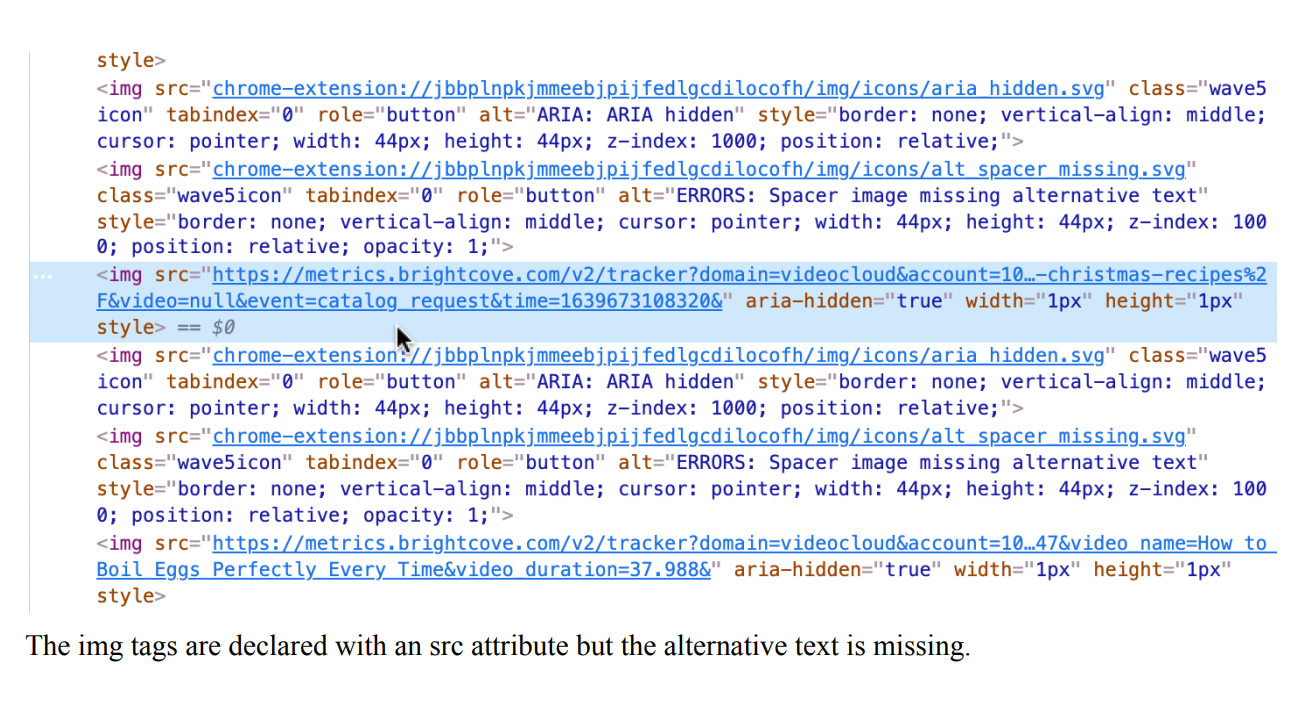 style>
<img src="chrome-extension://jbbplnpkjmmeebjpijfedlgcdilocofh/img/icons/aria_hidden.svg" class="wave5
icon" tabindex="0" role="button" alt="ARIA: ARIA hidden" style="border: none; vertical-align: middle;
cursor: pointer; width: 44px; height: 44px; z-index: 1000; position: relative;">
<img src="chrome-extension://jbbplnpkjmmeebjpijfedlgcdilocofh/img/icons/alt_spacer_missing.svg"
class="wave5icon" tabindex="0" role="button" alt="ERRORS: Spacer image missing alternative text"
style="border: none; vertical-align: middle; cursor: pointer; width: 44px; height: 44px; z-index: 100
0; position: relative; opacity: 1;">
<img src="https://metrics.brightcove.com/v2/tracker?domain=videocloud&account=10…-christmas-recipes%2
F&video=null&event=catalog_request&time=1639673108320&" aria-hidden="true" width="1px" height="1px"
style> == $0
<img src="chrome-extension://jbbplnpkjmmeebjpijfedlgcdilocofh/img/icons/aria_hidden.svg" class="wave5
icon" tabindex="0" role="button" alt="ARIA: ARIA hidden" style="border: none; vertical-align: middle;
cursor: pointer; width: 44px; height: 44px; z-index: 1000; position: relative;">
<img src="chrome-extension://jbbplnpkjmmeebjpijfedlgcdilocofh/img/icons/alt_spacer_missing.svg"
class="wave5icon" tabindex="0" role="button" alt="ERRORS: Spacer image missing alternative text"
style="border: none; vertical-align: middle; cursor: pointer; width: 44px; height: 44px; z-index: 100
0; position: relative; opacity: 1;">
<img src="https://metrics.brightcove.com/v2/tracker?domain=videocloud&account=10…47&video_name=How to
Boil Eggs Perfectly Every Time&video_duration=37.988&" aria-hidden="true" width="1px" height="1px"
style>
The img tags are declared with an src attribute but the alternative text is missing.